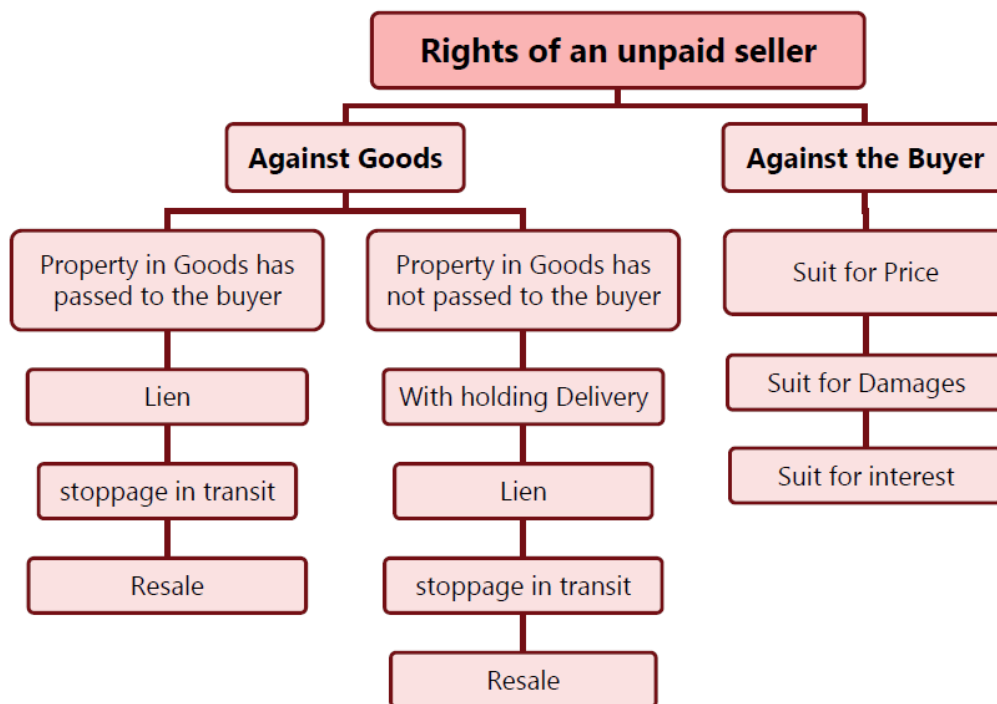 Rights of an unpaid seller
Against Goods
Against the Buyer
Property in Goods has
passed to the buyer
Property in Goods has
not passed to the buyer
Suit for Price
Lien
With holding Delivery
Suit for Damages
stoppage in transit
Lien
Suit for interest
Resale
stoppage in transit
Resale